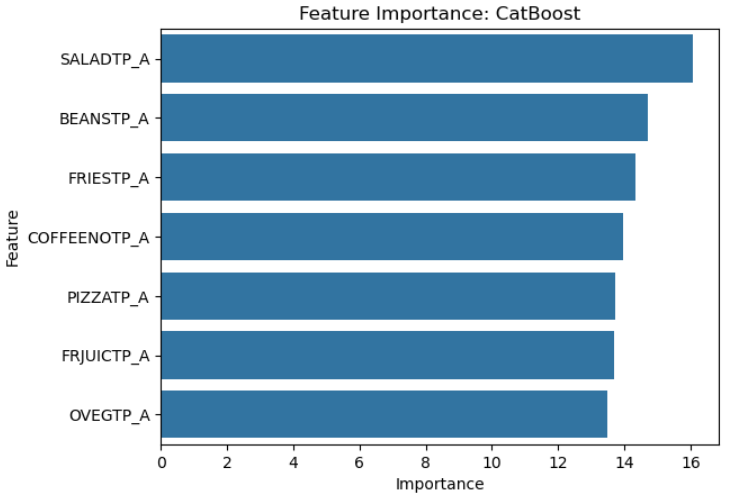 Feature Importance: CatBoost
SALADTP_A
BEANSTP_A
FRIESTP_A
COFFEENOTP_A
PIZZATP_A
FRJUICTP_A
OVEGTP_A
Feature
0 2 4 6 8 10 12 14 16
Importance